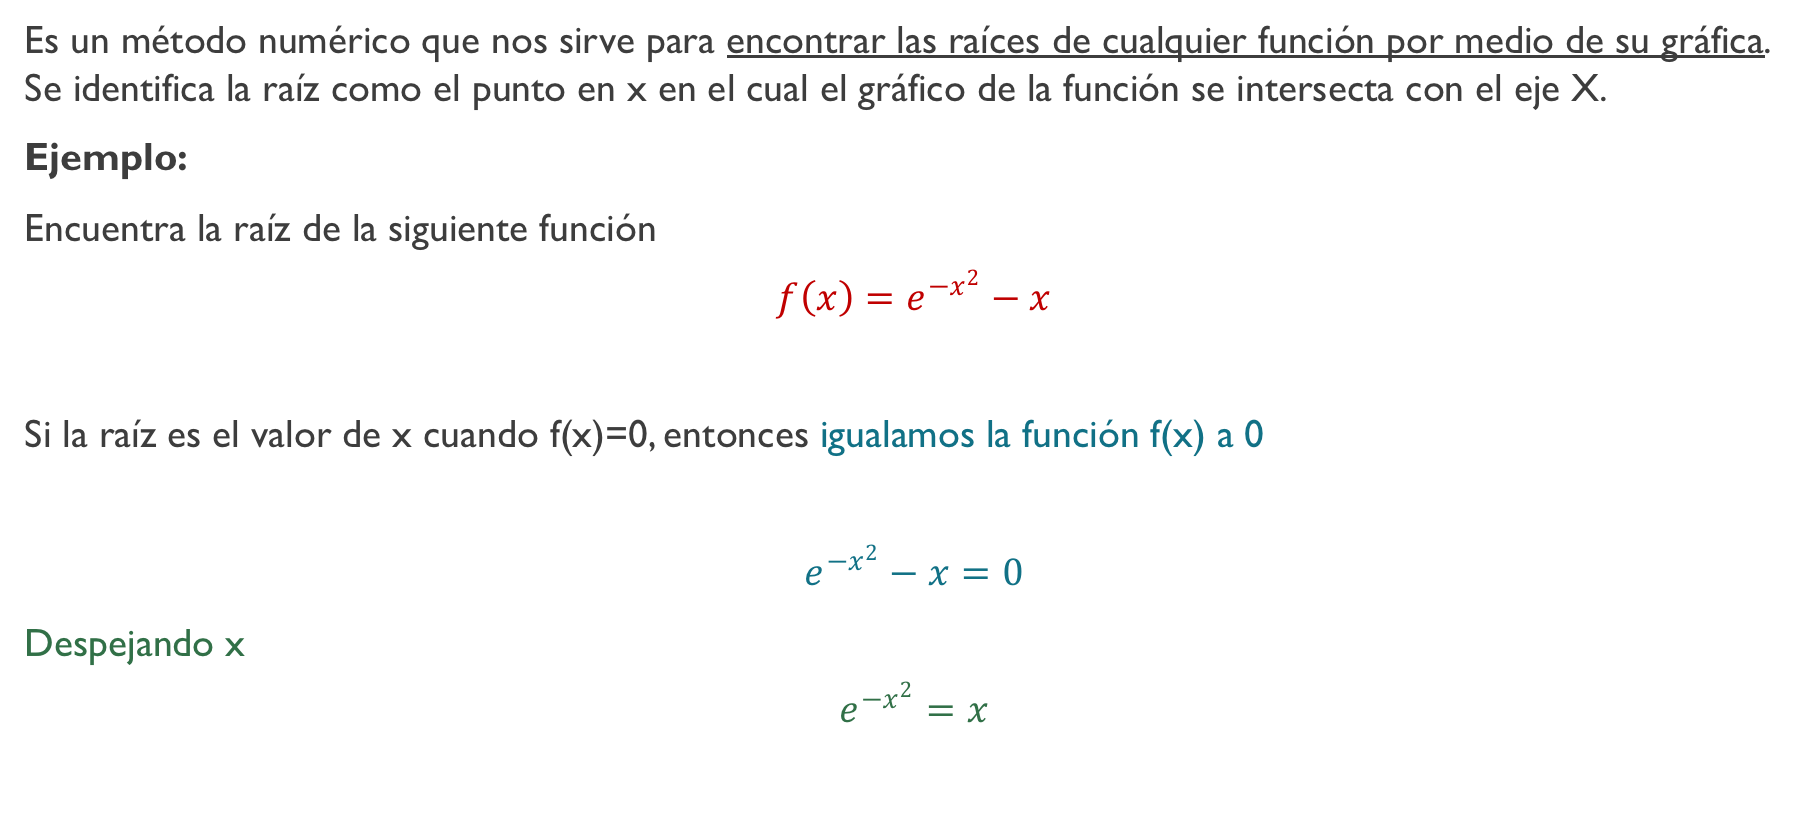 Es un método numérico que nos sirve para encontrar las raíces de cualquier función por medio de su gráfica.
Se identifica la raíz como el punto en x en el cual el gráfico de la función se intersecta con el eje X.
Ejemplo:
Encuentra la raíz de la siguiente función
f(x) = e^{−x^2} − x
Si la raíz es el valor de x cuando f(x)=0, entonces igualamos la función f(x) a 0
e^{−x^2} − x = 0
Despejando x
e^{−x^2} = x